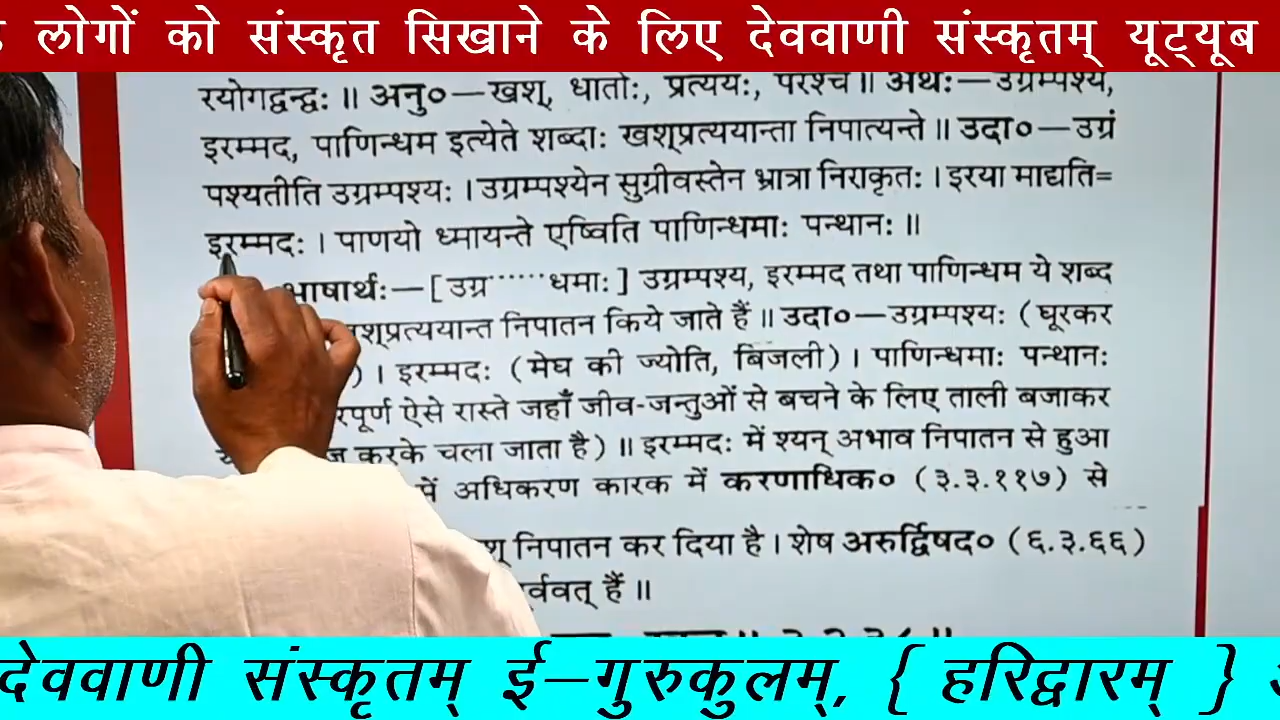 लोगों को संस्कृत सिखाने के लिए देववाणी संस्कृतम् यूट्यूब
रयोगद्वन्द्वः ॥ अनु०—खश्, धातोः, प्रत्ययः, परश्च ॥ अर्थः—उग्रम्पश्य,
इरम्मद, पाणिन्धम इत्येते शब्दाः खश्प्रत्ययान्ता निपात्यन्ते ॥ उदा०—उग्रं
पश्यतीति उग्रम्पश्यः । उग्रम्पश्येन सुग्रीवस्तेन भ्रात्रा निराकृतः । इरया माद्यति=
इरम्मदः । पाणयो ध्मायन्ते एष्विति पाणिन्धमाः पन्थानः ॥
भाषार्थः—[उग्र······धमाः] उग्रम्पश्य, इरम्मद तथा पाणिन्धम ये शब्द
श्प्रत्ययान्त निपातन किये जाते हैं ॥ उदा०—उग्रम्पश्यः (घूरकर
) । इरम्मदः (मेघ की ज्योति, बिजली) । पाणिन्धमाः पन्थानः
रपूर्ण ऐसे रास्ते जहाँ जीव-जन्तुओं से बचने के लिए ताली बजाकर
करके चला जाता है) ॥ इरम्मदः में श्यन् अभाव निपातन से हुआ
में अधिकरण कारक में करणाधिक० (३.३.११७) से
श् निपातन कर दिया है । शेष अरुर्द्विषद० (६.३.६६)
र्ववत् हैं ॥
देववाणी संस्कृतम् ई–गुरुकुलम्, { हरिद्वारम् }